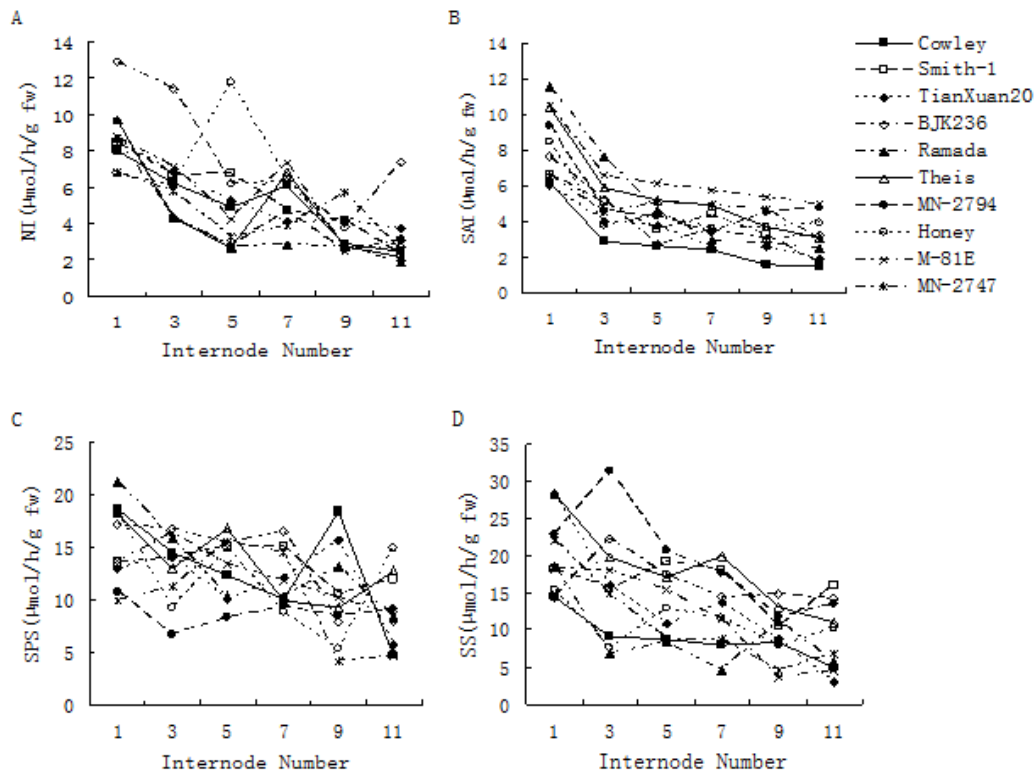 A
NI (μmol/h/g fw)
14
12
10
8
6
4
2
0
1 3 5 7 9 11
Internode Number
B
SAI (μmol/h/g fw)
14
12
10
8
6
4
2
0
1 3 5 7 9 11
Internode Number
Cowley
Smith-1
TianXuan20
BJK236
Ramada
Theis
MN-2794
Honey
M-81E
MN-2747
C
SPS (μmol/h/g fw)
25
20
15
10
5
0
1 3 5 7 9 11
Internode Number
D
SS (μmol/h/g fw)
35
30
25
20
15
10
5
0
1 3 5 7 9 11
Internode Number